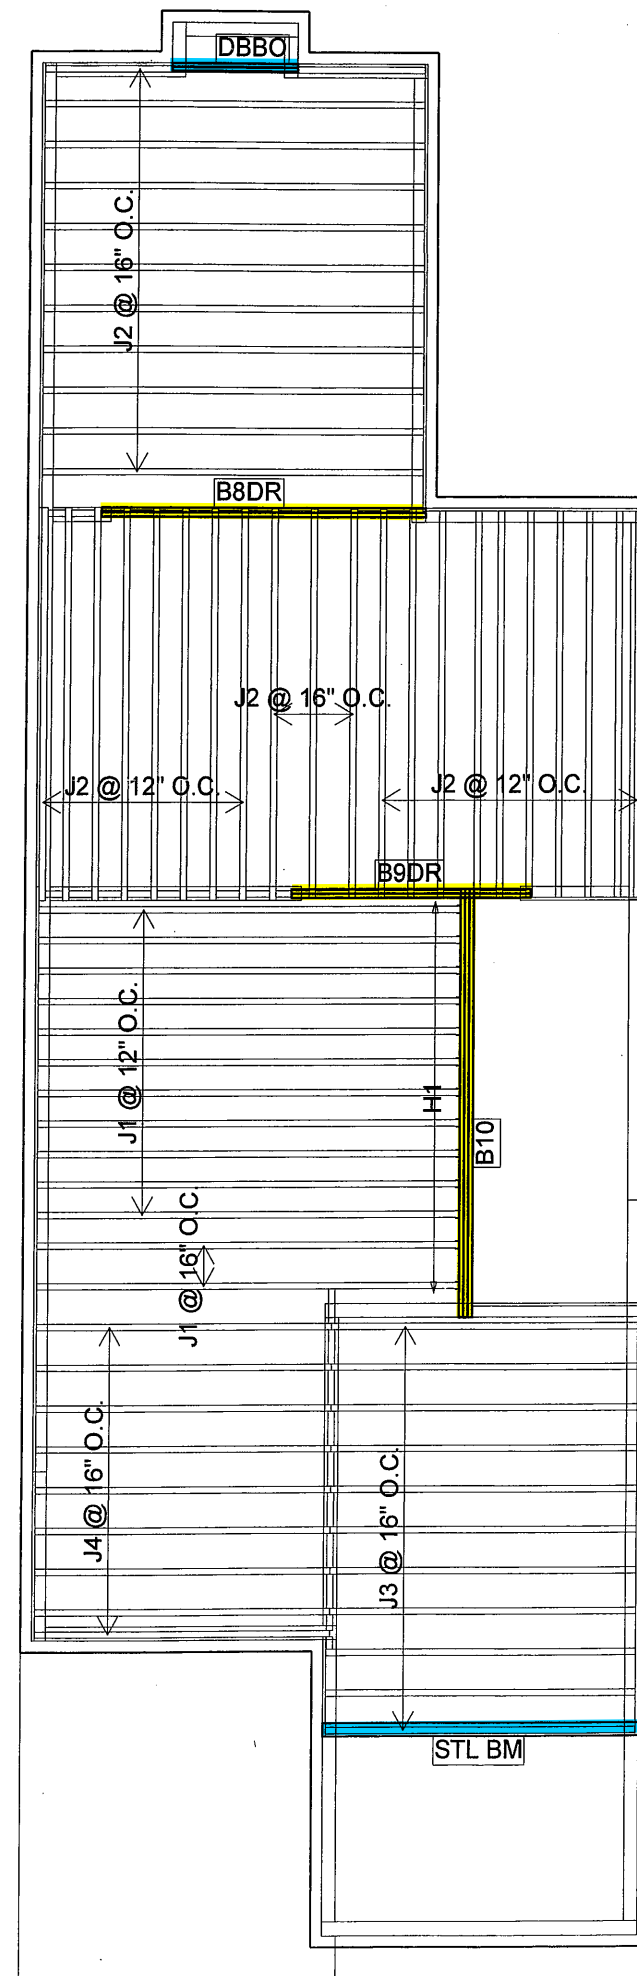 DBBO
J2 @ 16" O.C.
B8DR
J2 @ 16" O.C.
J2 @ 12" O.C.
J2 @ 12" O.C.
B9DR
J1 @ 12" O.C.
H1
B10
J1 @ 16" O.C.
J4 @ 16" O.C.
J3 @ 16" O.C.
STL BM